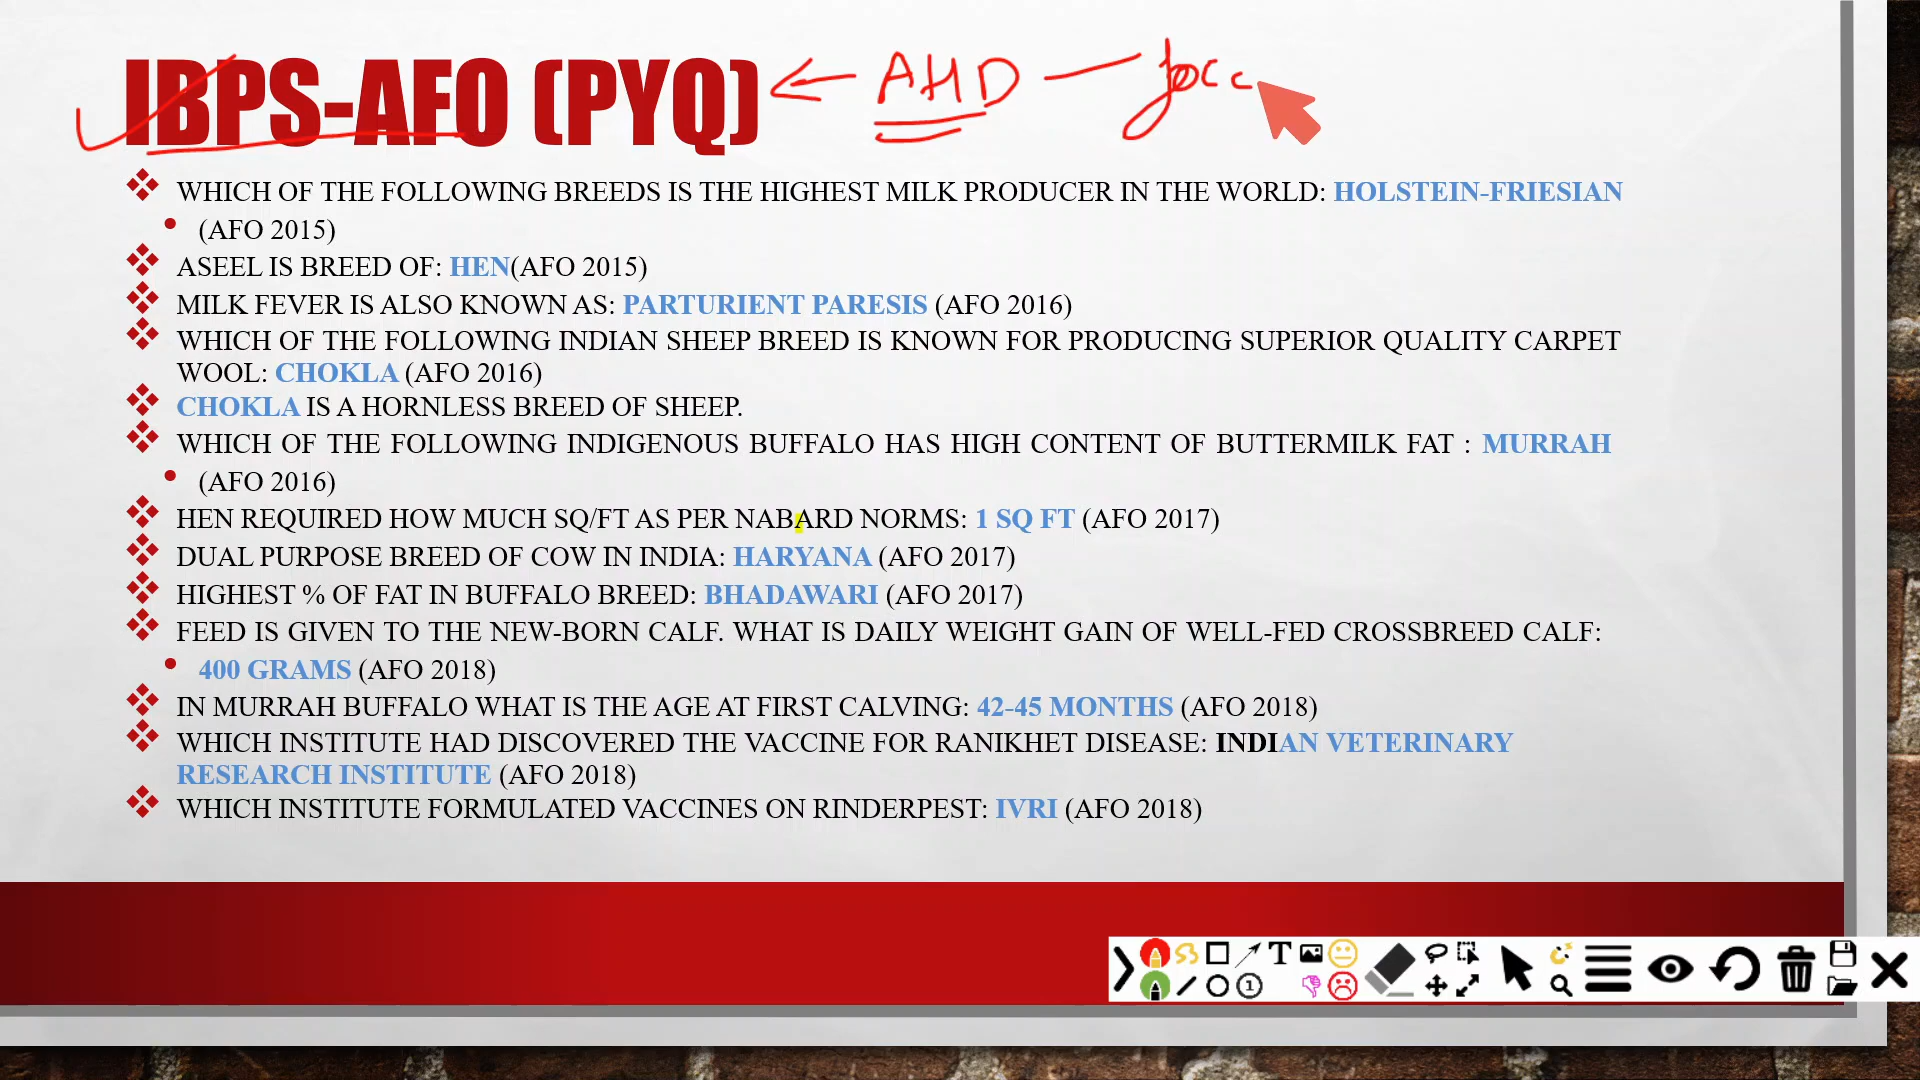 IBPS-AFO (PYQ) ← AHD —
WHICH OF THE FOLLOWING BREEDS IS THE HIGHEST MILK PRODUCER IN THE WORLD: HOLSTEIN-FRIESIAN
(AFO 2015)
ASEEL IS BREED OF: HEN(AFO 2015)
MILK FEVER IS ALSO KNOWN AS: PARTURIENT PARESIS (AFO 2016)
WHICH OF THE FOLLOWING INDIAN SHEEP BREED IS KNOWN FOR PRODUCING SUPERIOR QUALITY CARPET
WOOL: CHOKLA (AFO 2016)
CHOKLA IS A HORNLESS BREED OF SHEEP.
WHICH OF THE FOLLOWING INDIGENOUS BUFFALO HAS HIGH CONTENT OF BUTTERMILK FAT : MURRAH
(AFO 2016)
HEN REQUIRED HOW MUCH SQ/FT AS PER NABARD NORMS: 1 SQ FT (AFO 2017)
DUAL PURPOSE BREED OF COW IN INDIA: HARYANA (AFO 2017)
HIGHEST % OF FAT IN BUFFALO BREED: BHADAWARI (AFO 2017)
FEED IS GIVEN TO THE NEW-BORN CALF. WHAT IS DAILY WEIGHT GAIN OF WELL-FED CROSSBREED CALF:
400 GRAMS (AFO 2018)
IN MURRAH BUFFALO WHAT IS THE AGE AT FIRST CALVING: 42-45 MONTHS (AFO 2018)
WHICH INSTITUTE HAD DISCOVERED THE VACCINE FOR RANIKHET DISEASE: INDIAN VETERINARY
RESEARCH INSTITUTE (AFO 2018)
WHICH INSTITUTE FORMULATED VACCINES ON RINDERPEST: IVRI (AFO 2018)